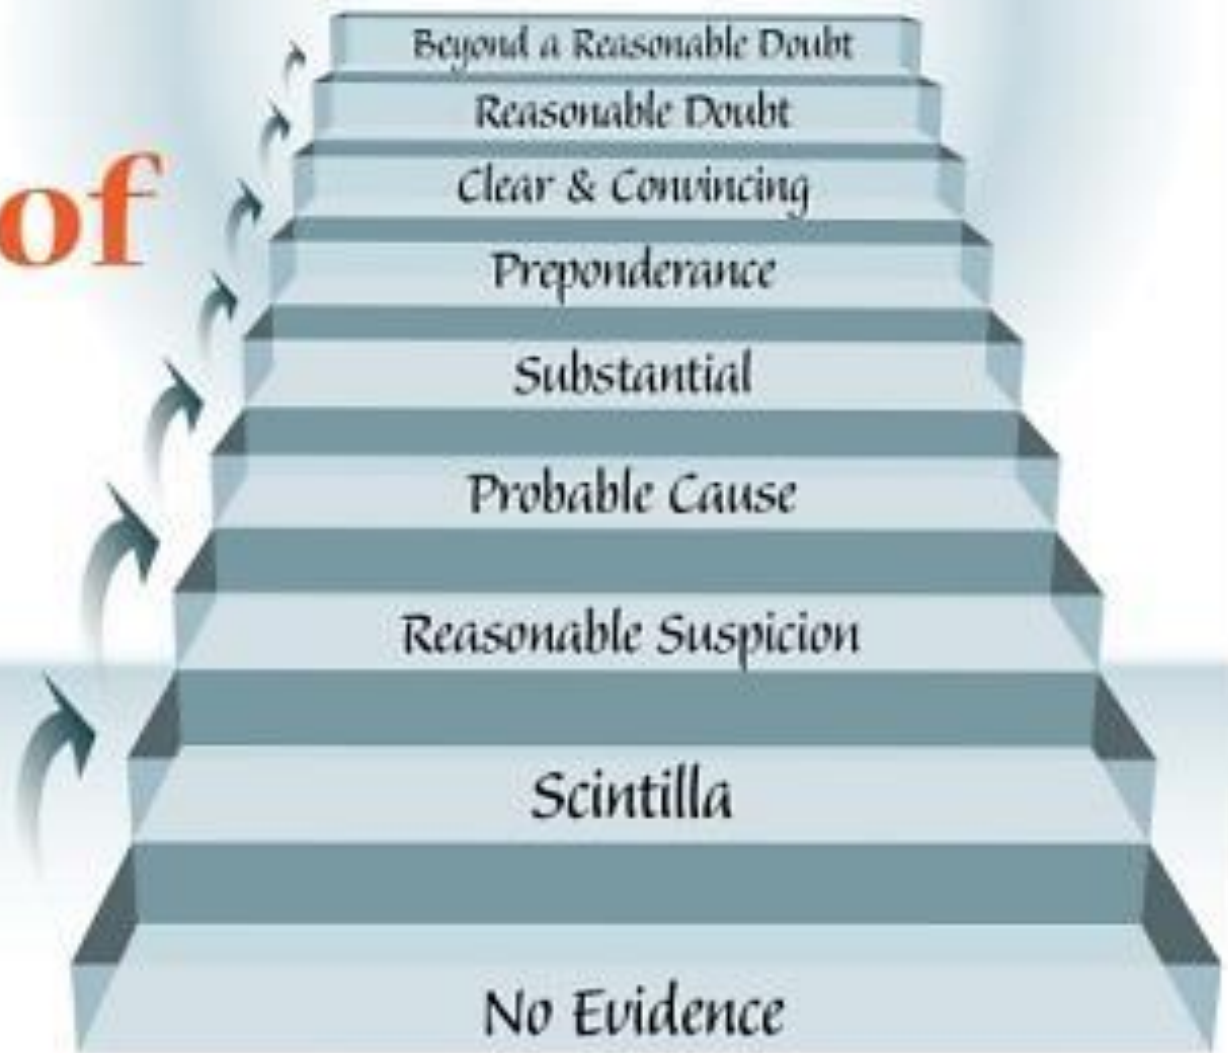 Beyond a Reasonable Doubt
Reasonable Doubt
of
Clear & Convincing
Preponderance
Substantial
Probable Cause
Reasonable Suspicion
Scintilla
No Evidence